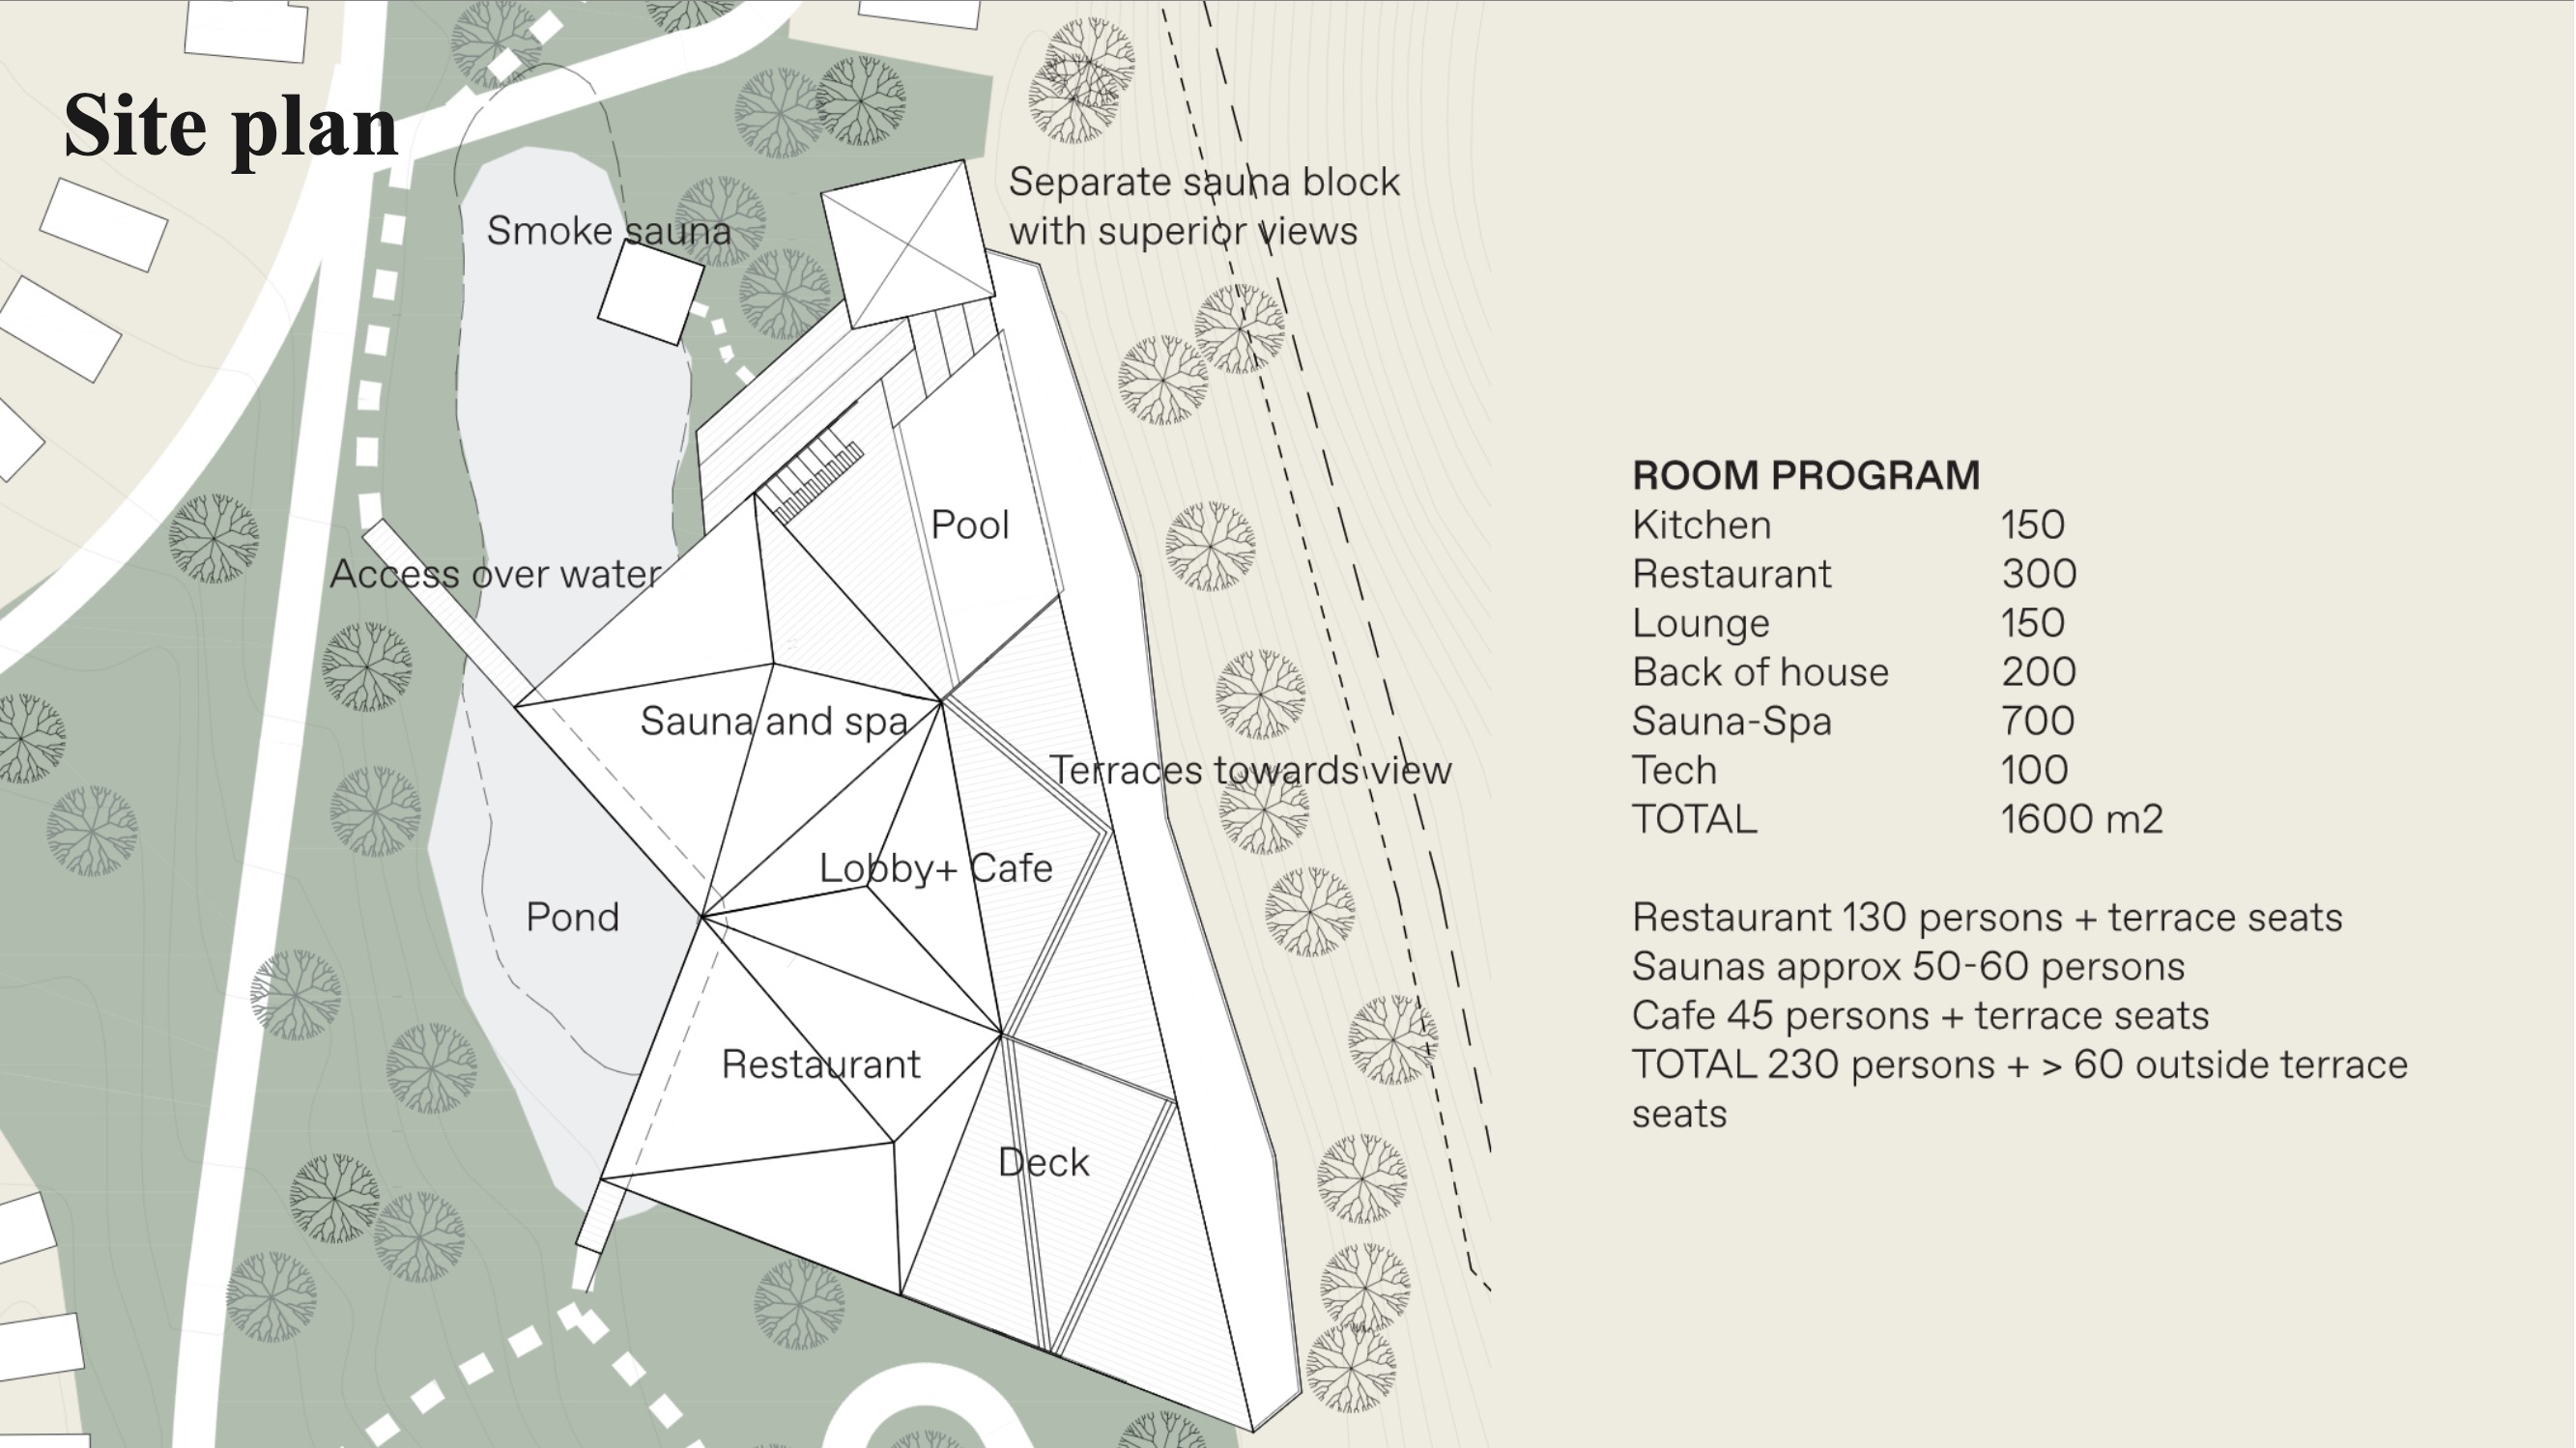 Site plan
Smoke sauna
Separate sauna block
with superior views
Access over water
Pool
Sauna and spa
Terraces towards view
Lobby+ Cafe
Pond
Restaurant
Deck
ROOM PROGRAM
Kitchen 150
Restaurant 300
Lounge 150
Back of house 200
Sauna-Spa 700
Tech 100
TOTAL 1600 m2
Restaurant 130 persons + terrace seats
Saunas approx 50-60 persons
Cafe 45 persons + terrace seats
TOTAL 230 persons + > 60 outside terrace
seats